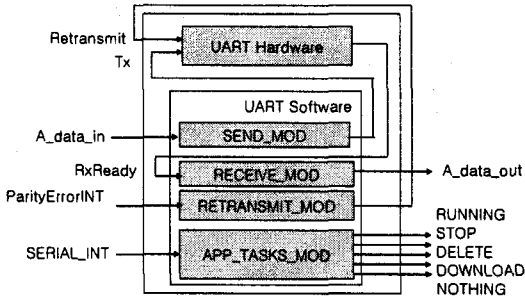 Retransmit
UART Hardware
Tx
UART Software
A_data_in
SEND_MOD
RxReady
RECEIVE_MOD
A_data_out
ParityErrorINT
RETRANSMIT_MOD
RUNNING
STOP
SERIAL_INT
APP_TASKS_MOD
DELETE
DOWNLOAD
NOTHING